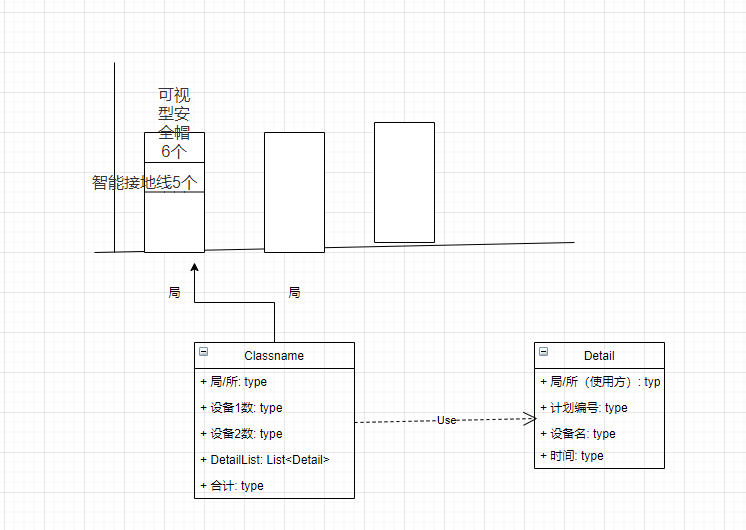 可视
型安
全帽
6个
智能接地线5个
局
局
Classname
+ 局/所: type
+ 设备1数: type
+ 设备2数: type
+ DetailList: List<Detail>
+ 合计: type
Use
Detail
+ 局/所（使用方）: typ
+ 计划编号: type
+ 设备名: type
+ 时间: type